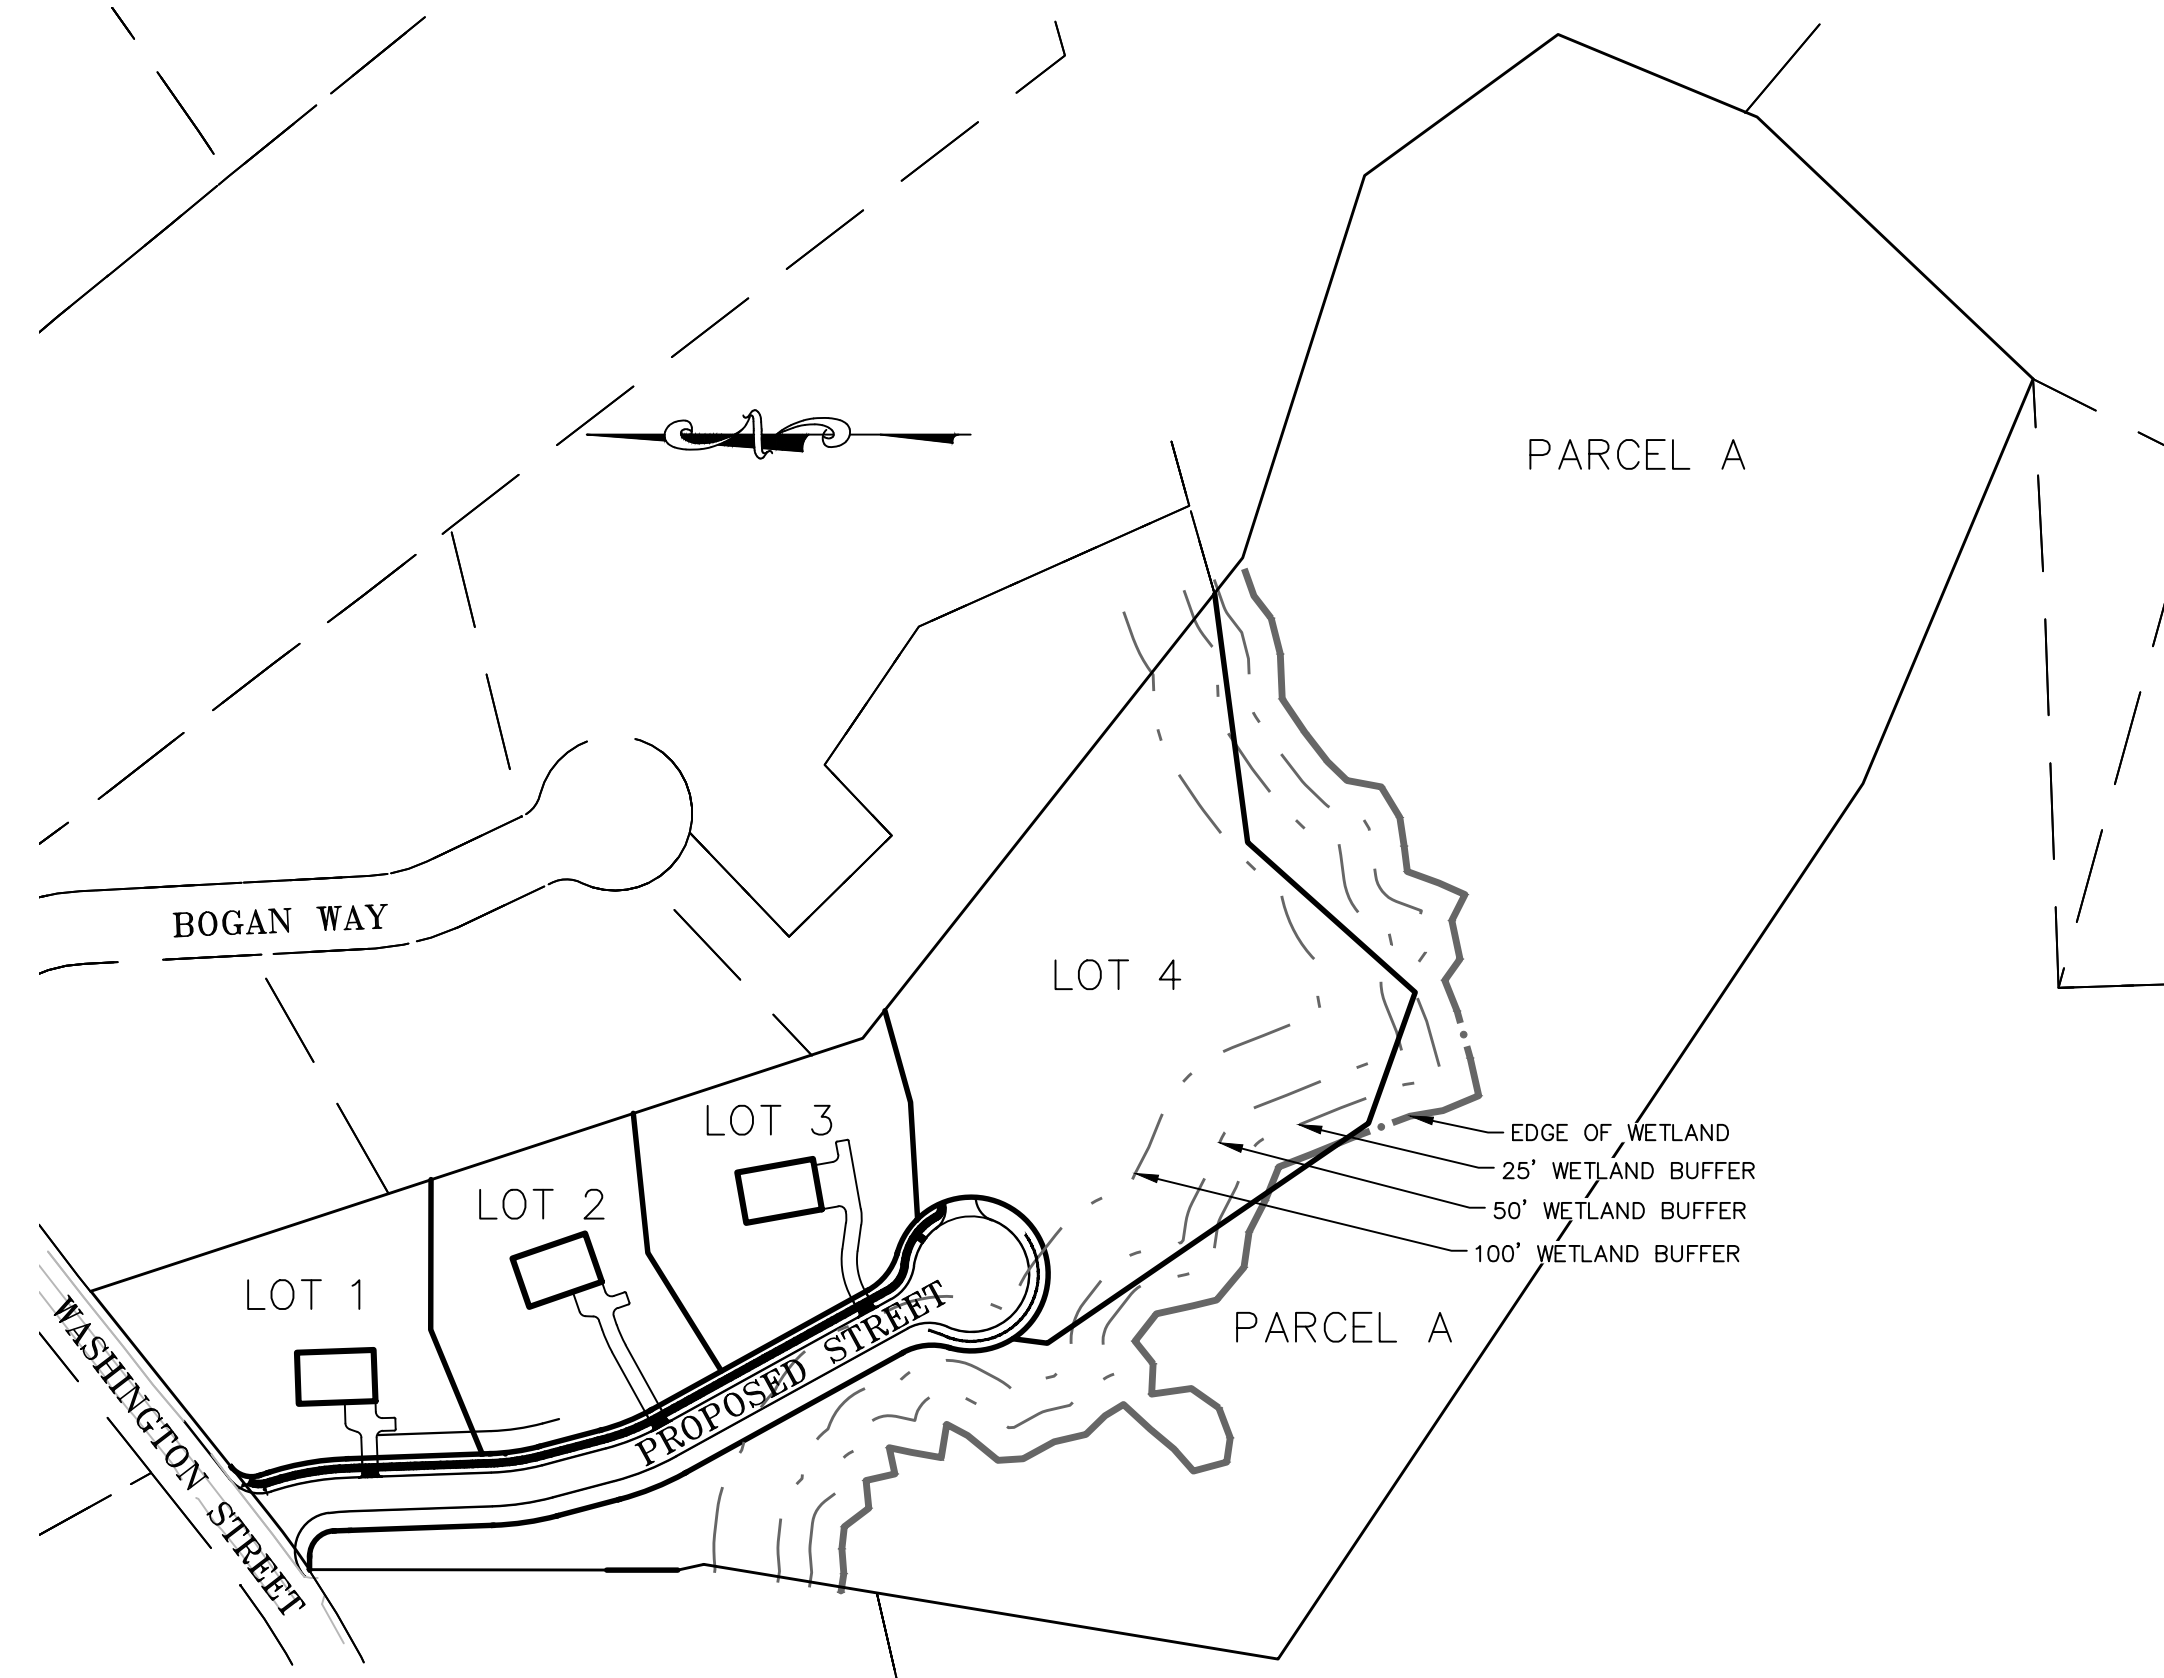 PARCEL A
BOGAN WAY
LOT 4
LOT 3
EDGE OF WETLAND
25' WETLAND BUFFER
LOT 2
50' WETLAND BUFFER
100' WETLAND BUFFER
LOT 1
PROPOSED STREET
PARCEL A
WASHINGTON STREET